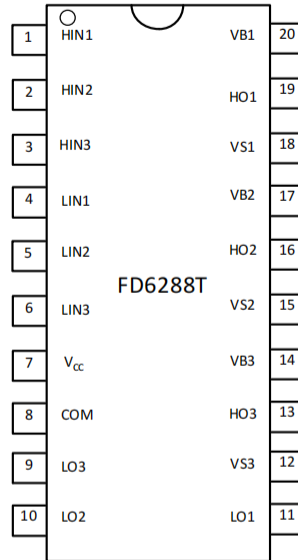 1 HIN1 VB1 20
2 HIN2 HO1 19
3 HIN3 VS1 18
4 LIN1 VB2 17
5 LIN2 HO2 16
FD6288T
6 LIN3 VS2 15
7 VCC VB3 14
8 COM HO3 13
9 LO3 VS3 12
10 LO2 LO1 11